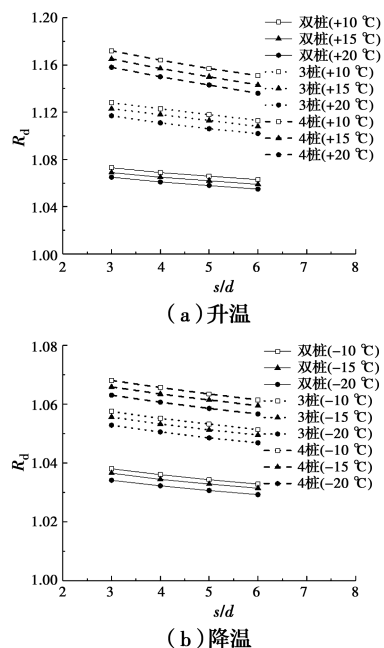 1.20
1.16
1.12
1.08
1.04
1.00
R_d
双桩(+10 ℃)
双桩(+15 ℃)
双桩(+20 ℃)
3桩(+10 ℃)
3桩(+15 ℃)
3桩(+20 ℃)
4桩(+10 ℃)
4桩(+15 ℃)
4桩(+20 ℃)
2 3 4 5 6 7 8
s/d
(a)升温
1.08
1.06
1.04
1.02
1.00
R_d
双桩(−10 ℃)
双桩(−15 ℃)
双桩(−20 ℃)
3桩(−10 ℃)
3桩(−15 ℃)
3桩(−20 ℃)
4桩(−10 ℃)
4桩(−15 ℃)
4桩(−20 ℃)
2 3 4 5 6 7 8
s/d
(b)降温